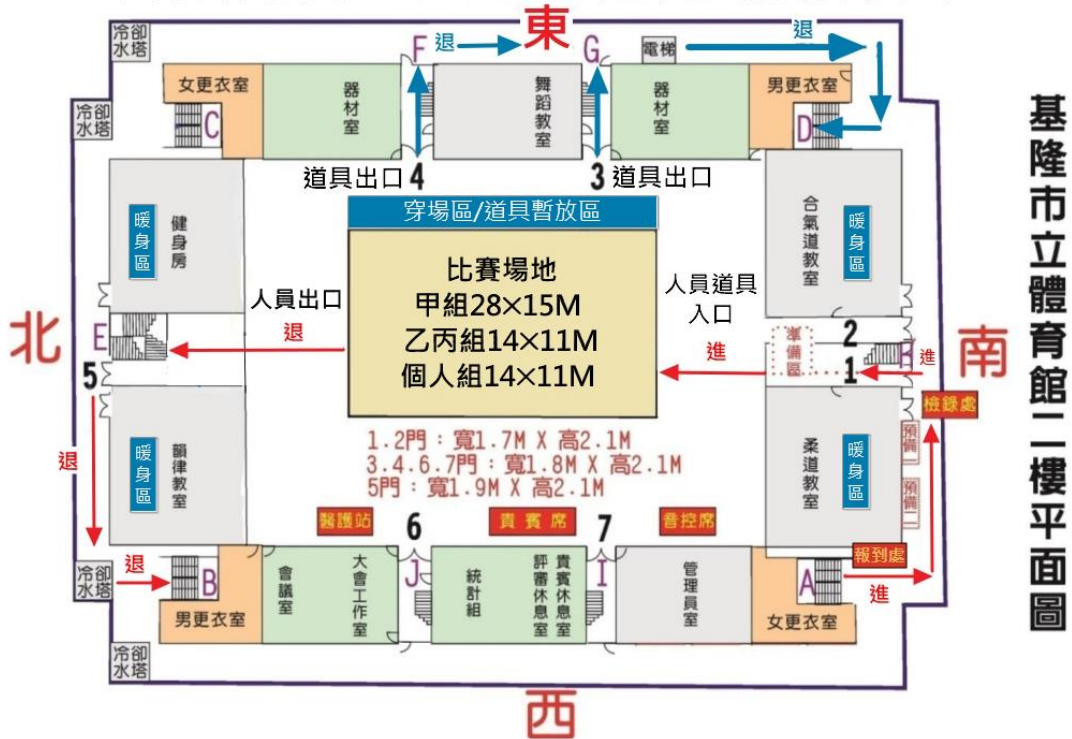 基隆市立體育館二樓平面圖
東
冷卻
水塔
F
退
G
電梯
退
冷卻
水塔
女更衣室
C
器材室
舞蹈教室
器材室
男更衣室
D
道具出口
4
3
道具出口
穿場區/道具暫放區
暖身區
健身房
合氣道教室
暖身區
比賽場地
甲組28×15M
乙丙組14×11M
個人組14×11M
人員出口
退
人員道具
入口
進
準備區
2
1
進
北
E
5
南
檢錄處
預備一
預備二
退
暖身區
韻律教室
柔道教室
暖身區
1.2門：寬1.7M X 高2.1M
3.4.6.7門：寬1.8M X 高2.1M
5門：寬1.9M X 高2.1M
醫護站
6
貴賓席
7
音控席
報到處
冷卻
水塔
退
B
男更衣室
會議室
大會工作室
J
統計組
評審休息室
貴賓休息室
I
管理員室
A
進
女更衣室
冷卻
水塔
西